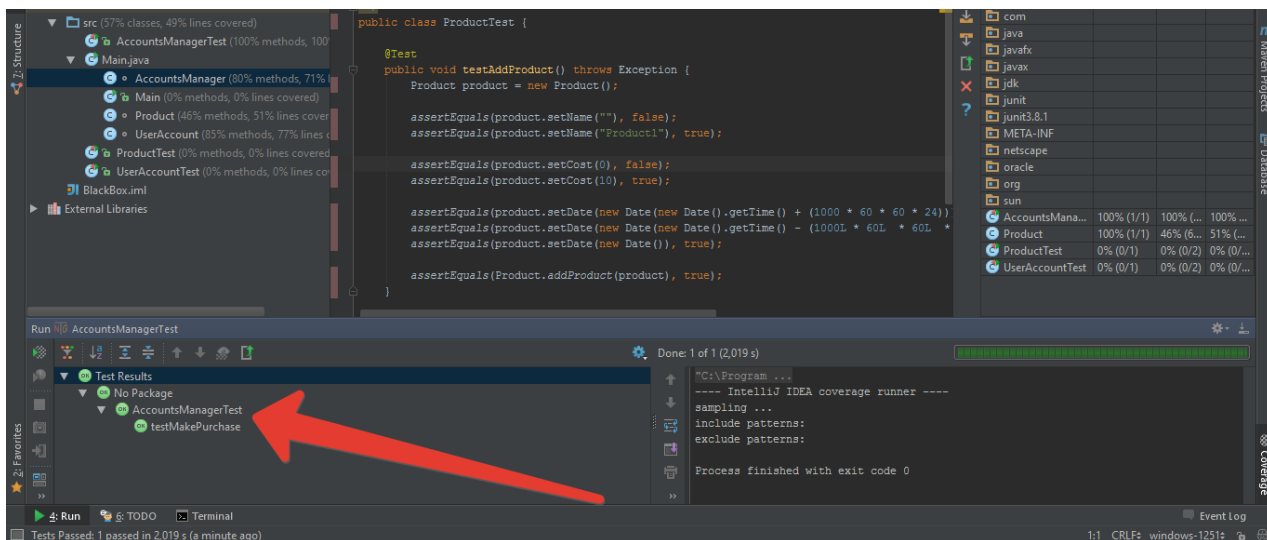 src (57% classes, 49% lines covered)
AccountsManagerTest (100% methods, 100
Main.java
AccountsManager (80% methods, 71% l
Main (0% methods, 0% lines covered)
Product (46% methods, 51% lines cover
UserAccount (85% methods, 77% lines c
ProductTest (0% methods, 0% lines covered
UserAccountTest (0% methods, 0% lines co
BlackBox.iml
External Libraries
Z: Structure
2: Favorites
public class ProductTest {
@Test
public void testAddProduct() throws Exception {
Product product = new Product();
assertEquals(product.setName(""), false);
assertEquals(product.setName("Product1"), true);
assertEquals(product.setCost(0), false);
assertEquals(product.setCost(10), true);
assertEquals(product.setDate(new Date(new Date().getTime() + (1000 * 60 * 60 * 24))
assertEquals(product.setDate(new Date(new Date().getTime() - (1000L * 60L * 60L *
assertEquals(product.setDate(new Date()), true);
assertEquals(Product.addProduct(product), true);
}
com
java
javafx
javax
jdk
junit
junit3.8.1
META-INF
netscape
oracle
org
sun
AccountsMana... 100% (1/1) 100% (... 100% ...
Product 100% (1/1) 46% (6... 51% (...
ProductTest 0% (0/1) 0% (0/2) 0% (0/...
UserAccountTest 0% (0/1) 0% (0/2) 0% (0/...
Maven Projects
Database
Coverage
Run AccountsManagerTest
Done: 1 of 1 (2,019 s)
Test Results
No Package
AccountsManagerTest
testMakePurchase
"C:\Program ...
---- IntelliJ IDEA coverage runner ----
sampling ...
include patterns:
exclude patterns:
Process finished with exit code 0
4: Run 6: TODO Terminal
Event Log
Tests Passed: 1 passed in 2,019 s (a minute ago)
1:1 CRLF: windows-1251: